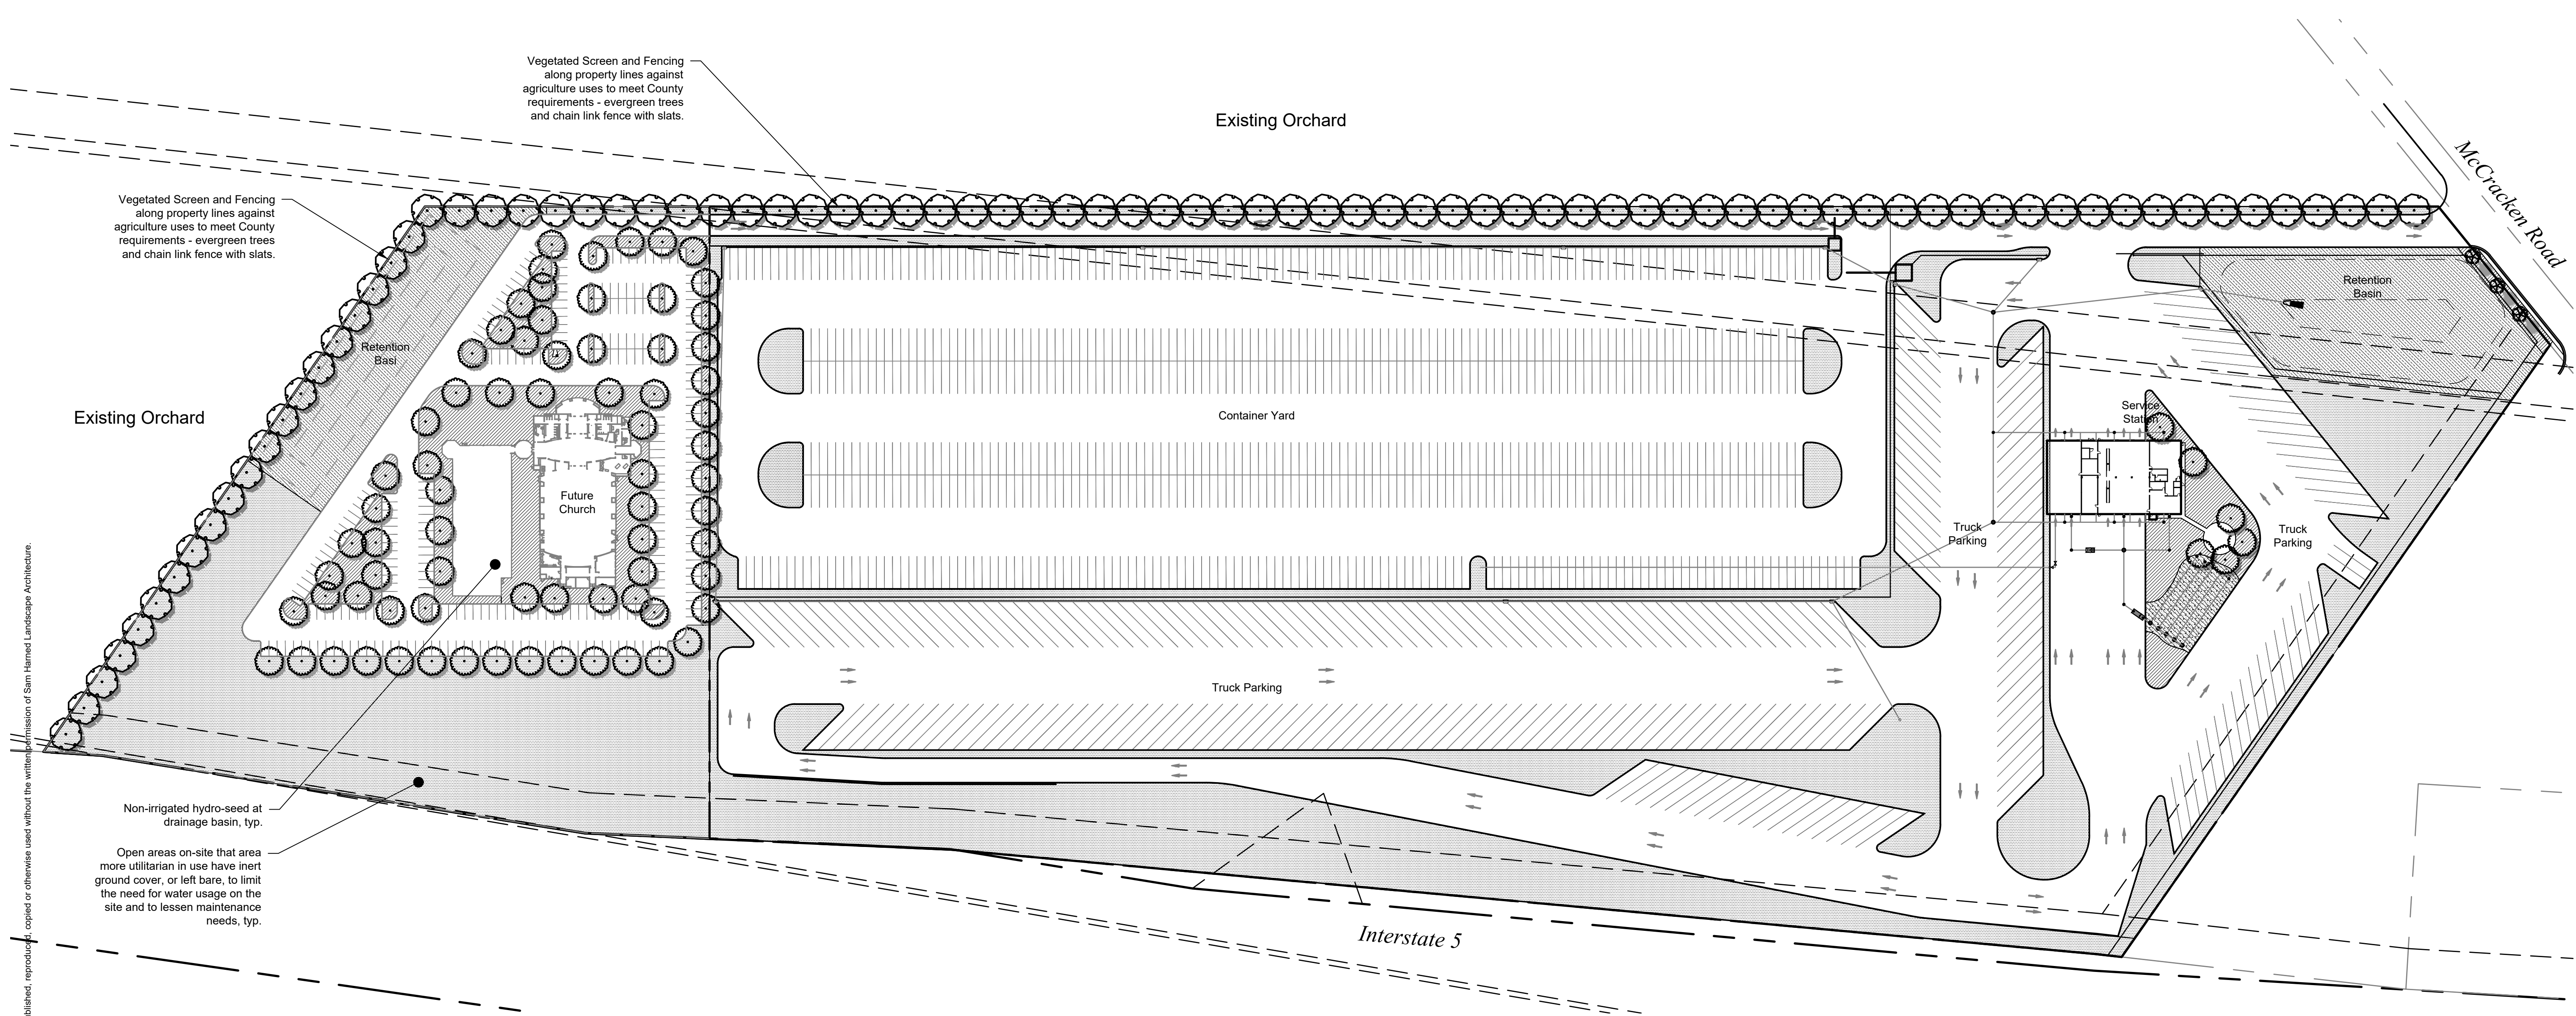 Vegetated Screen and Fencing
along property lines against
agriculture uses to meet County
requirements - evergreen trees
and chain link fence with slats.
Existing Orchard
McCracken Road
Vegetated Screen and Fencing
along property lines against
agriculture uses to meet County
requirements - evergreen trees
and chain link fence with slats.
Retention
Basin
Retention
Basi
Existing Orchard
Container Yard
Service
Station
Future
Church
Truck
Parking
Truck
Parking
Truck Parking
Non-irrigated hydro-seed at
drainage basin, typ.
Open areas on-site that area
more utilitarian in use have inert
ground cover, or left bare, to limit
the need for water usage on the
site and to lessen maintenance
needs, typ.
Interstate 5
blished, reproduced, copied or otherwise used without the written permission of Sam Harned Landscape Architecture.